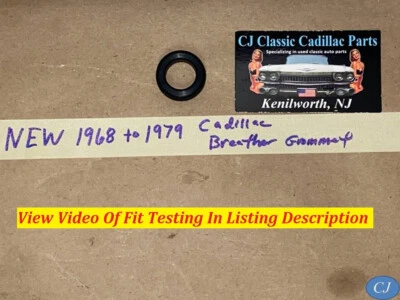 CJ Classic Cadillac Parts
Specializing in used classic auto parts
Kenilworth, NJ
NEW 1968 to 1979 Cadillac
Breather Grommet
View Video Of Fit Testing In Listing Description
CJ